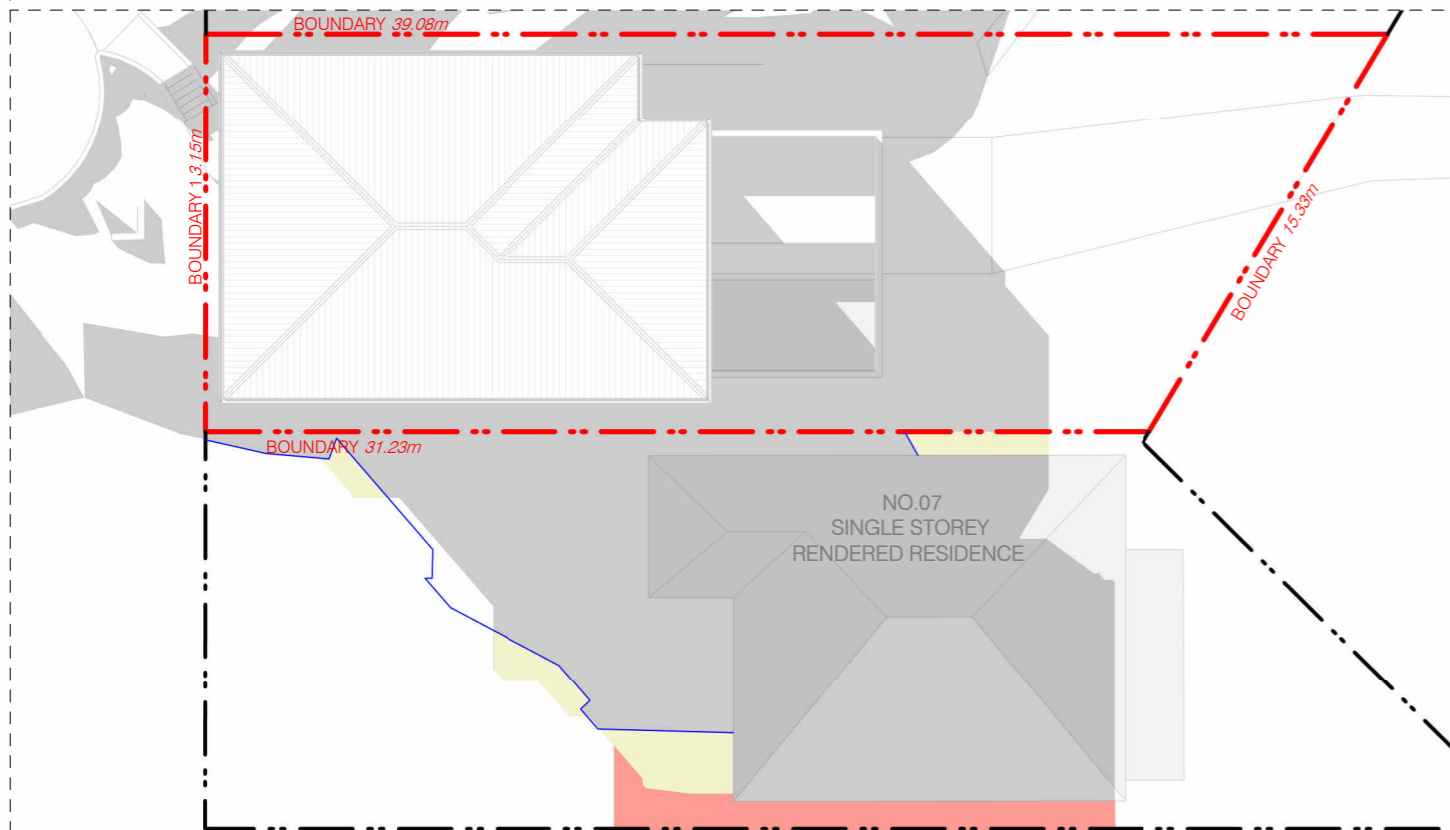 BOUNDARY 39.08m
BOUNDARY 13.15m
BOUNDARY 15.33m
BOUNDARY 31.23m
NO.07
SINGLE STOREY
RENDERED RESIDENCE